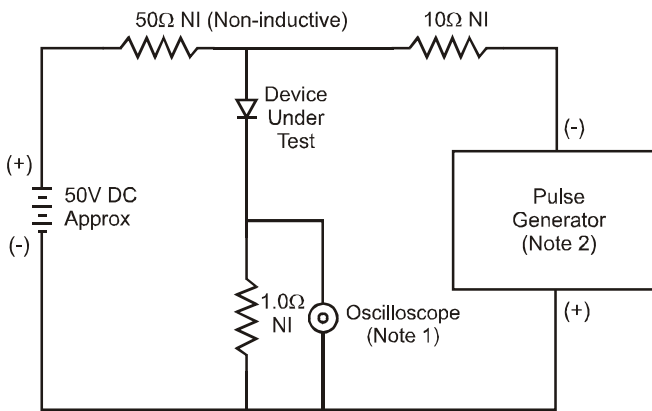 50Ω NI (Non-inductive)
10Ω NI
Device
Under
Test
(-)
(+)
50V DC
Approx
(-)
Pulse
Generator
(Note 2)
1.0Ω
NI
Oscilloscope
(Note 1)
(+)